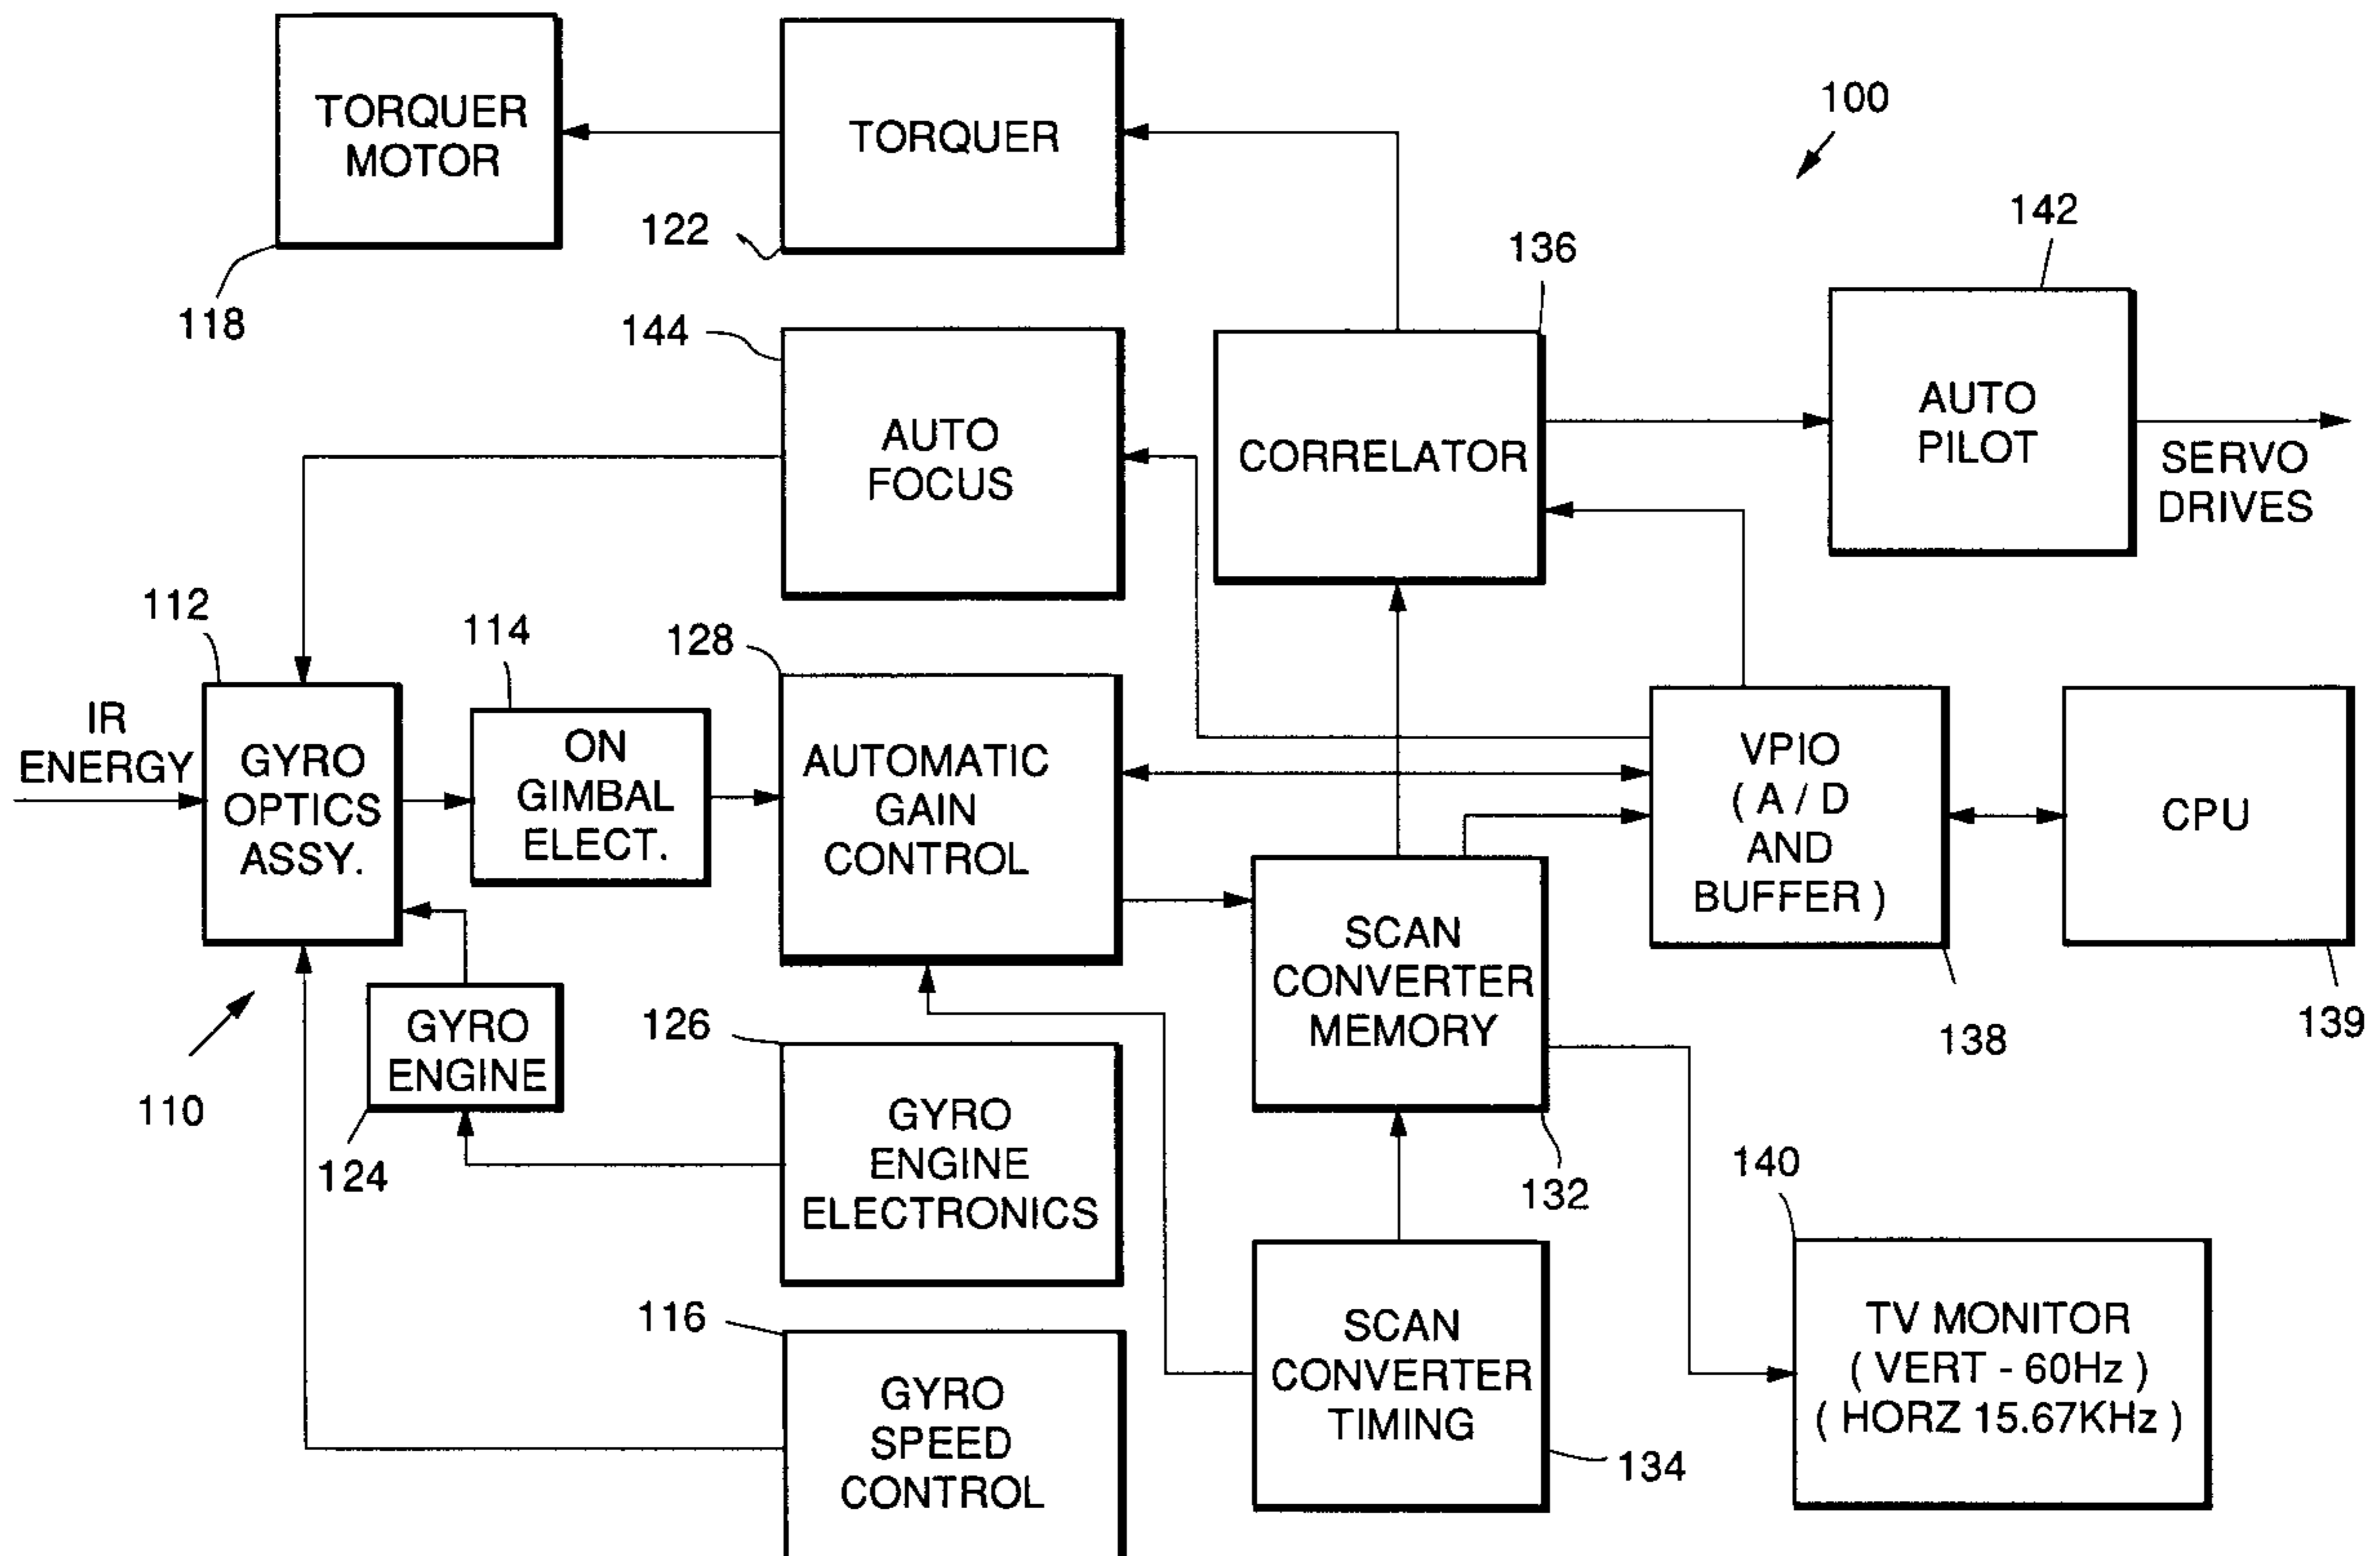 TORQUER
MOTOR
118
TORQUER
122
100
142
136
144
AUTO
FOCUS
CORRELATOR
AUTO
PILOT
SERVO
DRIVES
112
114
128
IR
ENERGY
GYRO
OPTICS
ASSY.
ON
GIMBAL
ELECT.
AUTOMATIC
GAIN
CONTROL
VPIO
( A / D
AND
BUFFER )
CPU
138
139
SCAN
CONVERTER
MEMORY
132
110
GYRO
ENGINE
124
126
GYRO
ENGINE
ELECTRONICS
116
GYRO
SPEED
CONTROL
SCAN
CONVERTER
TIMING
134
140
TV MONITOR
( VERT - 60Hz )
( HORZ 15.67KHz )